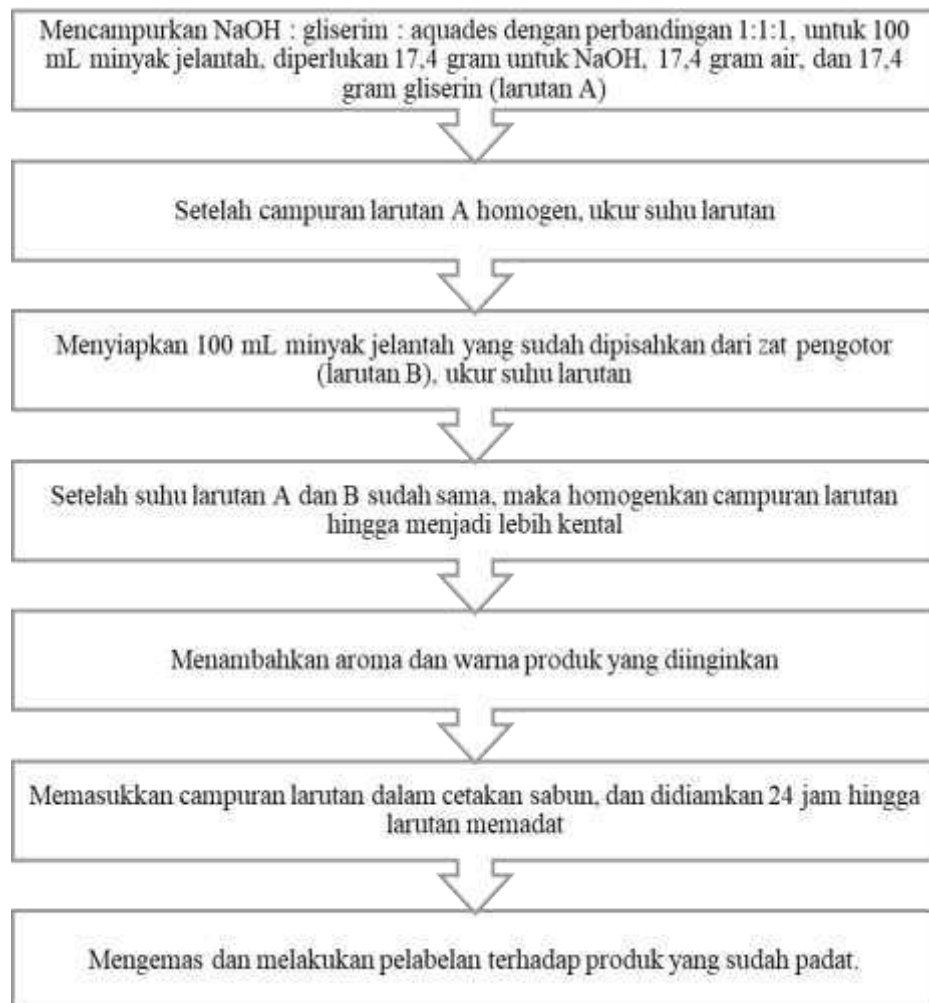 Mencampurkan NaOH : gliserim : aquades dengan perbandingan 1:1:1, untuk 100
mL minyak jelantah, diperlukan 17,4 gram untuk NaOH, 17,4 gram air, dan 17,4
gram gliserin (larutan A)
Setelah campuran larutan A homogen, ukur suhu larutan
Menyiapkan 100 mL minyak jelantah yang sudah dipisahkan dari zat pengotor
(larutan B), ukur suhu larutan
Setelah suhu larutan A dan B sudah sama, maka homogenkan campuran larutan
hingga menjadi lebih kental
Menambahkan aroma dan warna produk yang diinginkan
Memasukkan campuran larutan dalam cetakan sabun, dan didiamkan 24 jam hingga
larutan memadat
Mengemas dan melakukan pelabelan terhadap produk yang sudah padat.